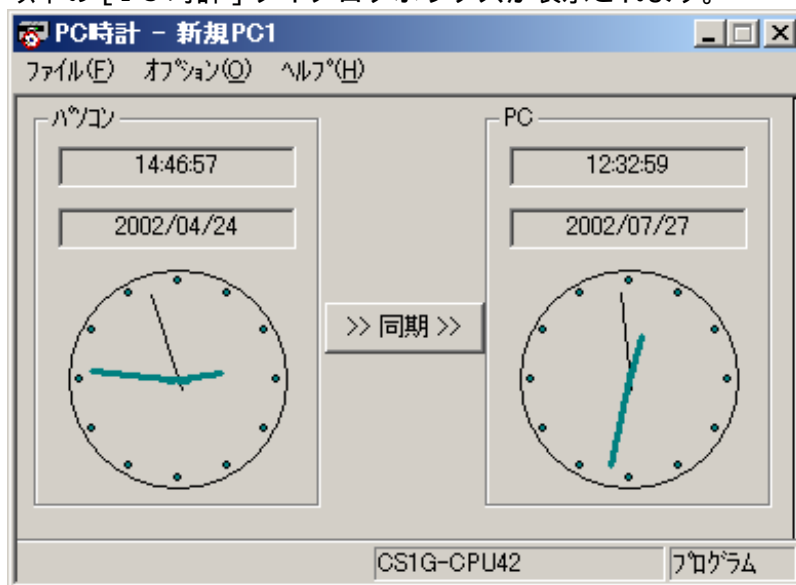 PC時計 - 新規PC1
ファイル(F) オプション(O) ヘルプ(H)
パソコン
14:46:57
2002/04/24
>> 同期 >>
PC
12:32:59
2002/07/27
CS1G-CPU42
プログラム